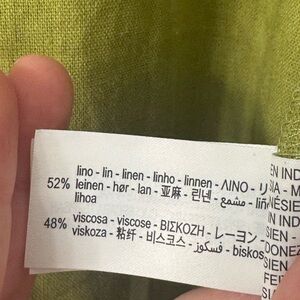 lino - lin - linen - linho - linnen - ΛΙΝΟ -
52% leinen - hør - lan - 亚麻 - 린넨 - مشمع -
lihoa
48% viscosa - viscose - ΒΙΣΚΟΖΗ - レーヨン -
viskoza - 粘纤 - 비스코스 - فسكوز -